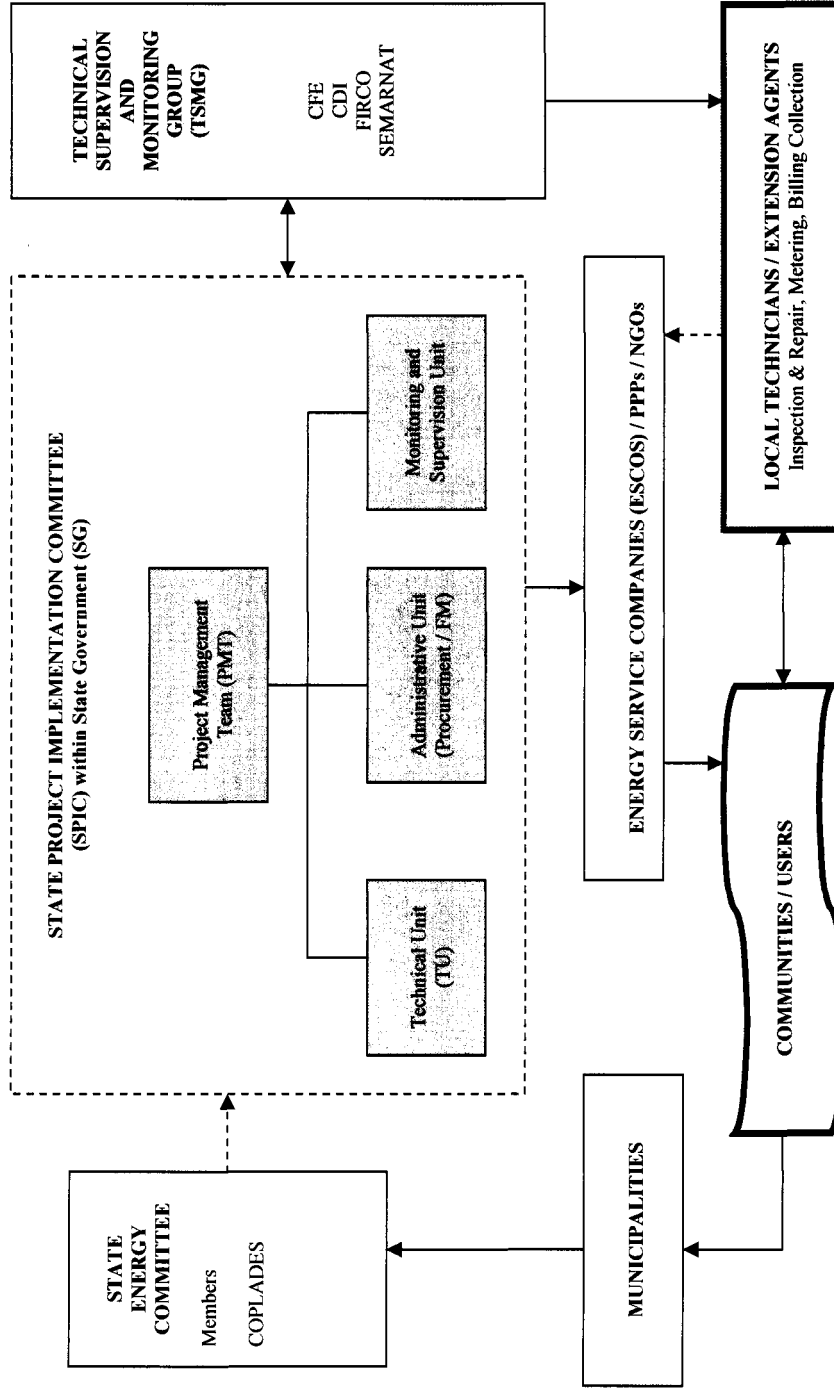 STATE
ENERGY
COMMITTEE
Members
COPLADES
STATE PROJECT IMPLEMENTATION COMMITTEE
(SPIC) within State Government (SG)
Project Management
Team (PMT)
Technical Unit
(TU)
Administrative Unit
(Procurement / FM)
Monitoring and
Supervision Unit
TECHNICAL
SUPERVISION
AND
MONITORING
GROUP
(TSMG)
CFE
CDI
FIRCO
SEMARNAT
MUNICIPALITIES
ENERGY SERVICE COMPANIES (ESCOS) / PPPs / NGOs
COMMUNITIES / USERS
LOCAL TECHNICIANS / EXTENSION AGENTS
Inspection & Repair, Metering, Billing Collection